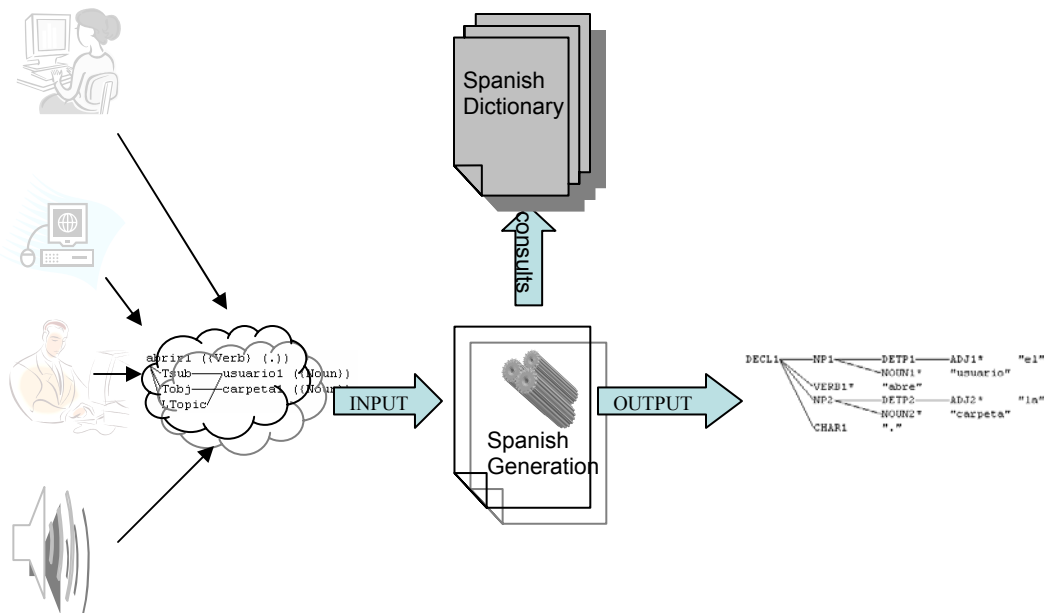 Spanish
Dictionary
consults
abrir1 ({Verb} (.))
Tsub usuario1 ({Noun})
Tobj carpeta1 ({Noun})
LTopic
INPUT
Spanish
Generation
OUTPUT
DECL1 NP1 DETP1 ADJ1* "el"
NOUN1* "usuario"
VERB1* "abre"
NP2 DETP2 ADJ2* "la"
NOUN2* "carpeta"
CHAR1 "."